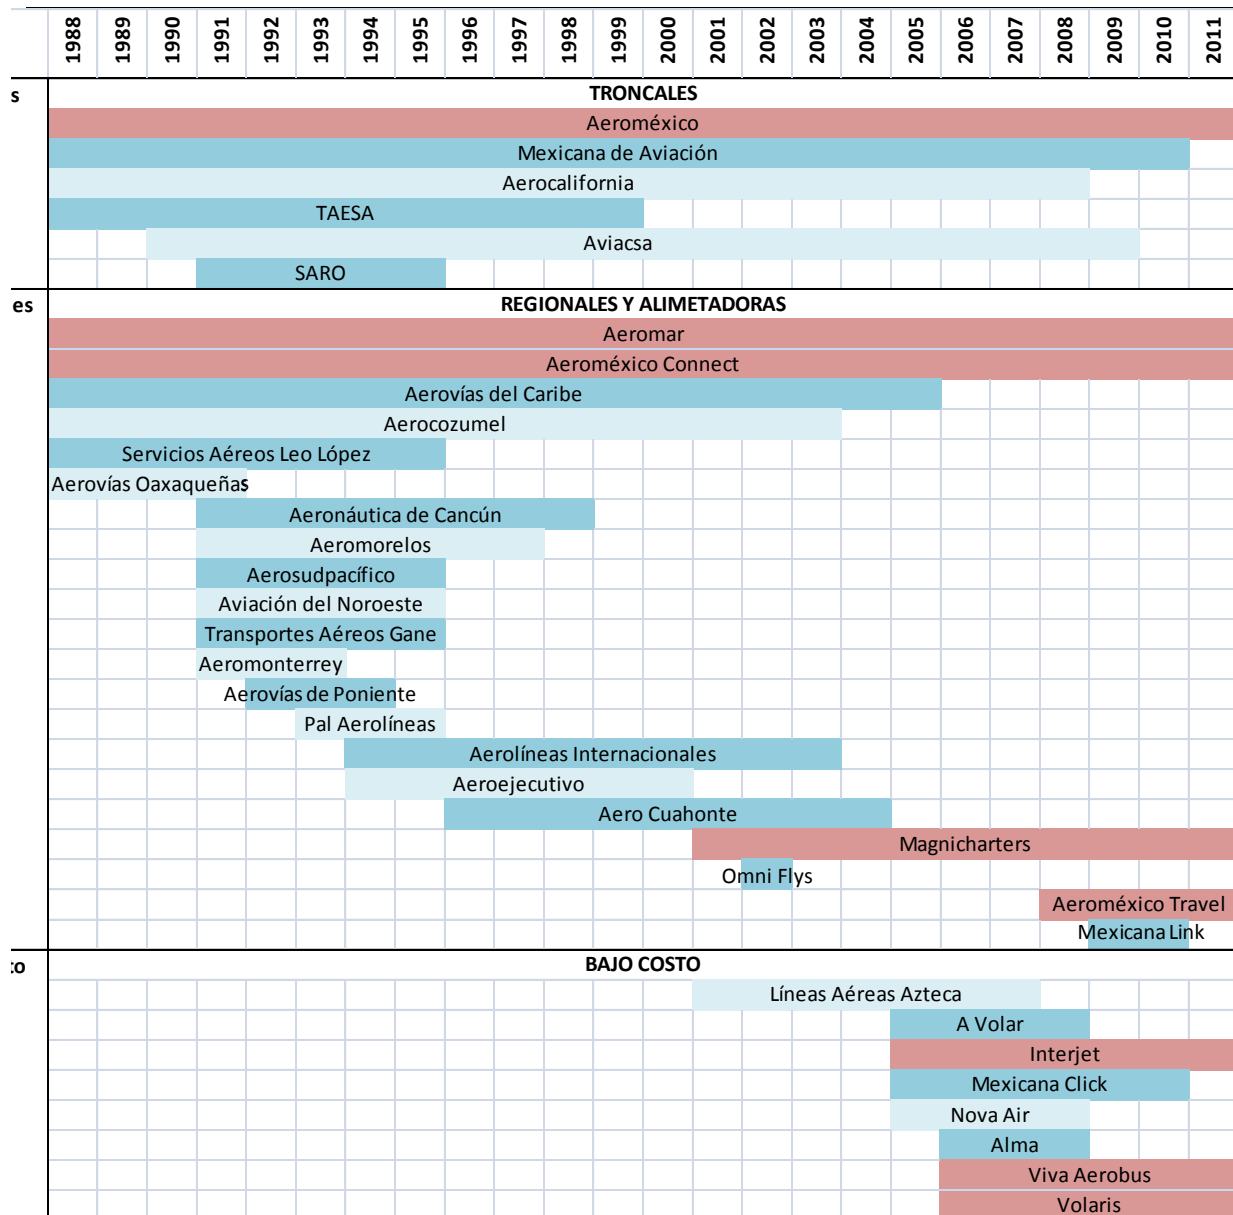 1988 1989 1990 1991 1992 1993 1994 1995 1996 1997 1998 1999 2000 2001 2002 2003 2004 2005 2006 2007 2008 2009 2010 2011
s TRONCALES
Aeroméxico
Mexicana de Aviación
Aerocalifornia
TAESA
Aviacsa
SARO
es REGIONALES Y ALIMETADORAS
Aeromar
Aeroméxico Connect
Aerovías del Caribe
Aerocozumel
Servicios Aéreos Leo López
Aerovías Oaxaqueñas
Aeronáutica de Cancún
Aeromorelos
Aerosudpacífico
Aviación del Noroeste
Transportes Aéreos Gane
Aeromonterrey
Aerovías de Poniente
Pal Aerolíneas
Aerolíneas Internacionales
Aeroejecutivo
Aero Cuahonte
Magnicharters
Omni Flys
Aeroméxico Travel
Mexicana Link
to BAJO COSTO
Líneas Aéreas Azteca
A Volar
Interjet
Mexicana Click
Nova Air
Alma
Viva Aerobus
Volaris